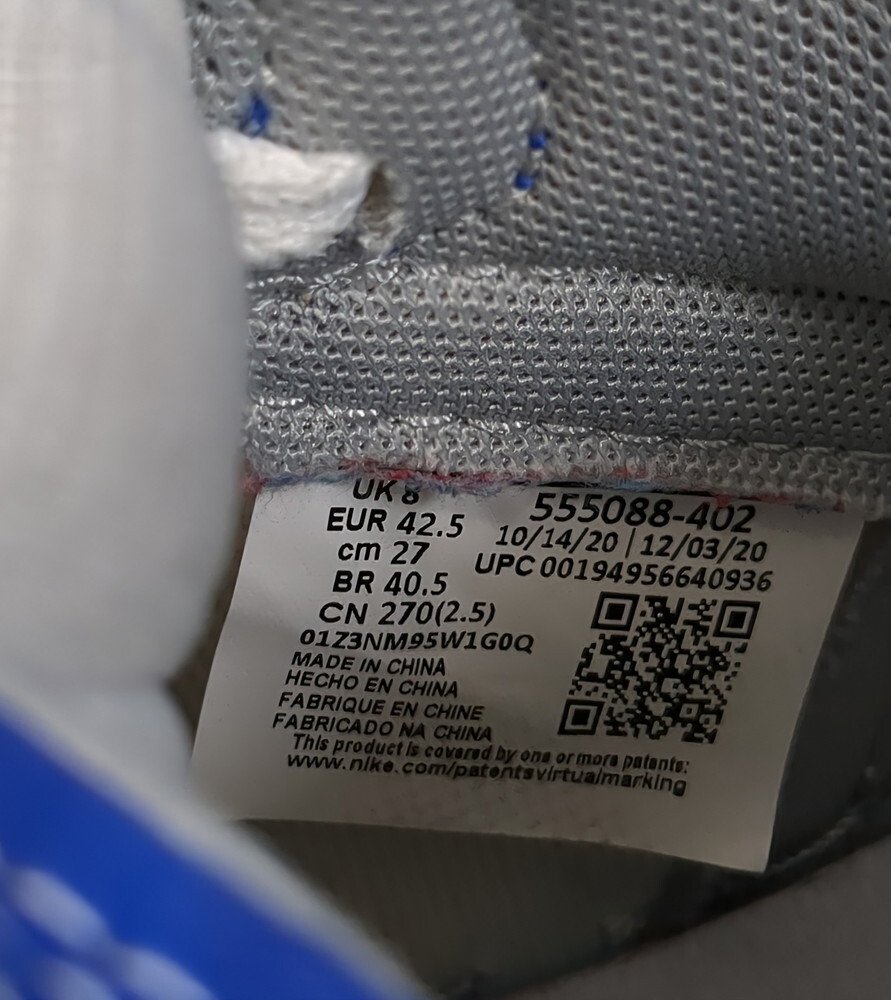 UK 8
EUR 42.5
cm 27
BR 40.5
CN 270(2.5)
01Z3NM95W1G0Q
MADE IN CHINA
HECHO EN CHINA
FABRIQUE EN CHINE
FABRICADO NA CHINA
This product is covered by one or more patents:
www.nike.com/patentsvirtualmarking
555088-402
10/14/20 | 12/03/20
UPC 00194956640936